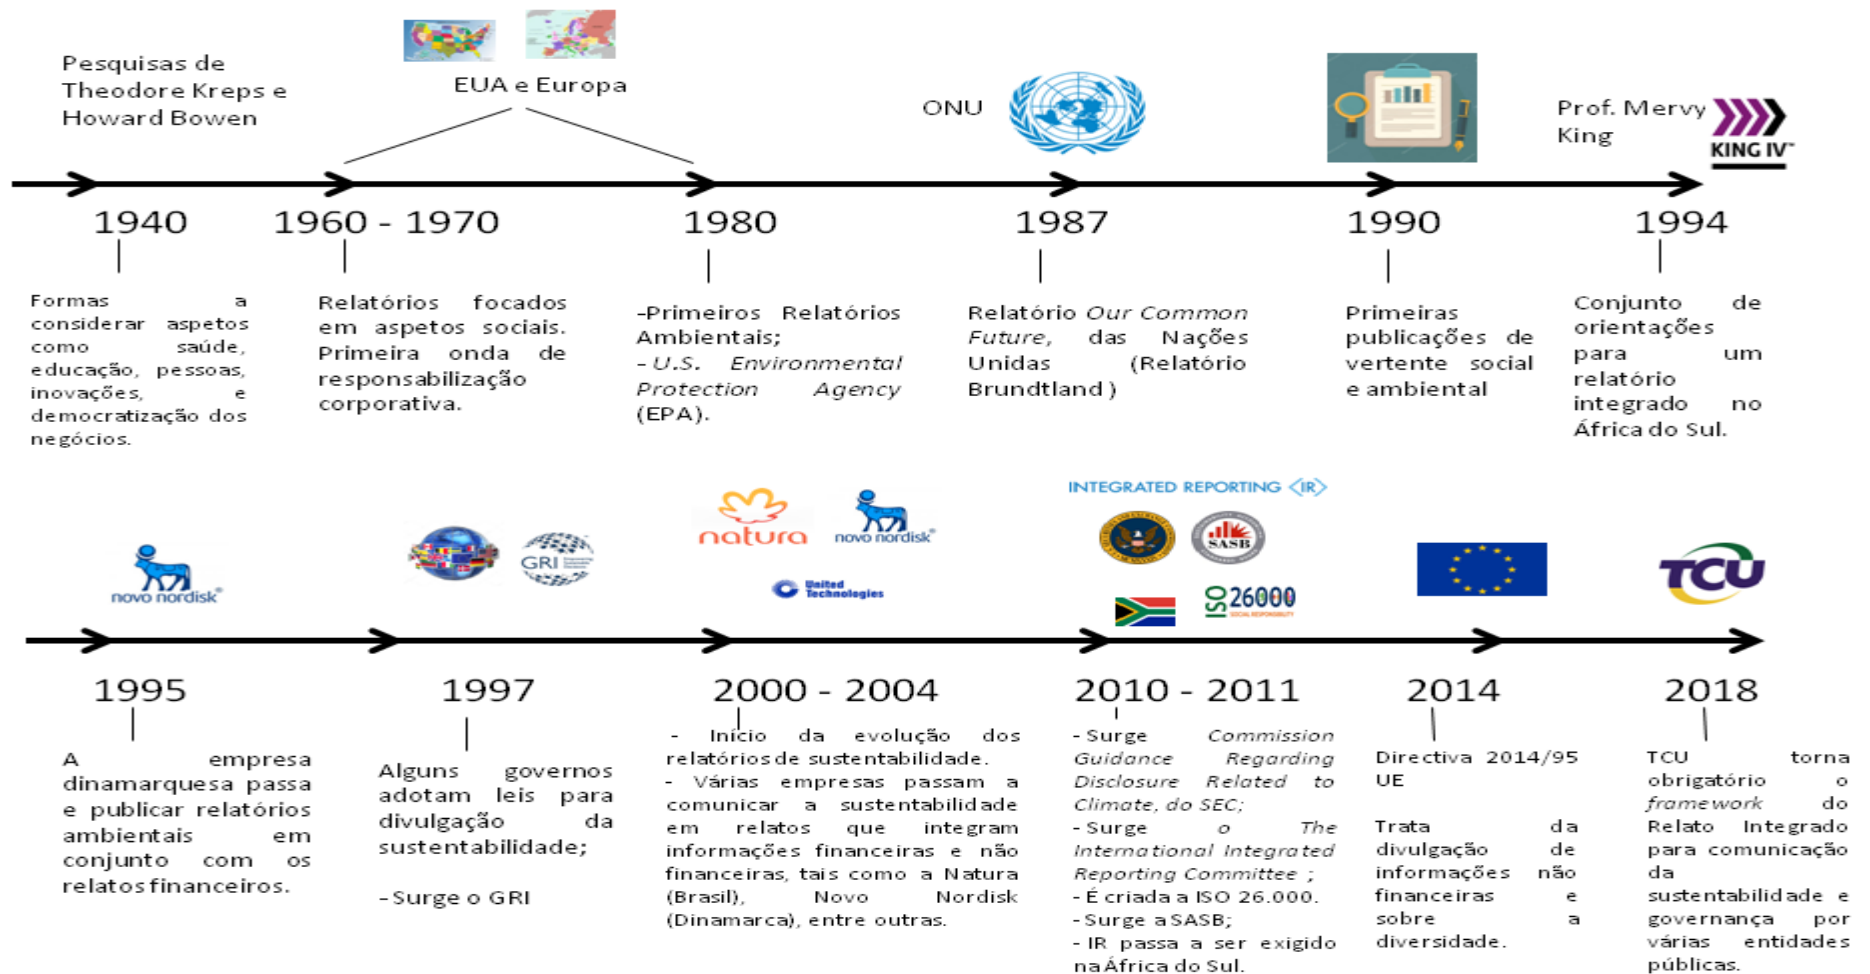 Pesquisas de
Theodore Kreps e
Howard Bowen
EUA e Europa
ONU
Prof. Mervy
King
KING IV™
1940
1960 - 1970
1980
1987
1990
1994
Formas a
considerar aspetos
como saúde,
educação, pessoas,
inovações, e
democratização dos
negócios.
Relatórios focados
em aspetos sociais.
Primeira onda de
responsabilização
corporativa.
-Primeiros Relatórios
Ambientais;
- U.S. Environmental
Protection Agency
(EPA).
Relatório Our Common
Future, das Nações
Unidas (Relatório
Brundtland )
Primeiras
publicações de
vertente social
e ambiental
Conjunto de
orientações
para um
relatório
integrado no
África do Sul.
novo nordisk®
GRI
natura
novo nordisk®
United
Technologies
INTEGRATED REPORTING <IR>
SASB
ISO 26000
SOCIAL RESPONSIBILITY
TCU
1995
1997
2000 - 2004
2010 - 2011
2014
2018
A empresa
dinamarquesa passa
e publicar relatórios
ambientais em
conjunto com os
relatos financeiros.
Alguns governos
adotam leis para
divulgação da
sustentabilidade;
- Surge o GRI
- Início da evolução dos
relatórios de sustentabilidade.
- Várias empresas passam a
comunicar a sustentabilidade
em relatos que integram
informações financeiras e não
financeiras, tais como a Natura
(Brasil), Novo Nordisk
(Dinamarca), entre outras.
- Surge Commission
Guidance Regarding
Disclosure Related to
Climate, do SEC;
- Surge o The
International Integrated
Reporting Committee ;
- É criada a ISO 26.000.
- Surge a SASB;
- IR passa a ser exigido
na África do Sul.
Directiva 2014/95
UE
Trata da
divulgação de
informações não
financeiras e
sobre a
diversidade.
TCU torna
obrigatório o
framework do
Relato Integrado
para comunicação
da
sustentabilidade e
governança por
várias entidades
públicas.